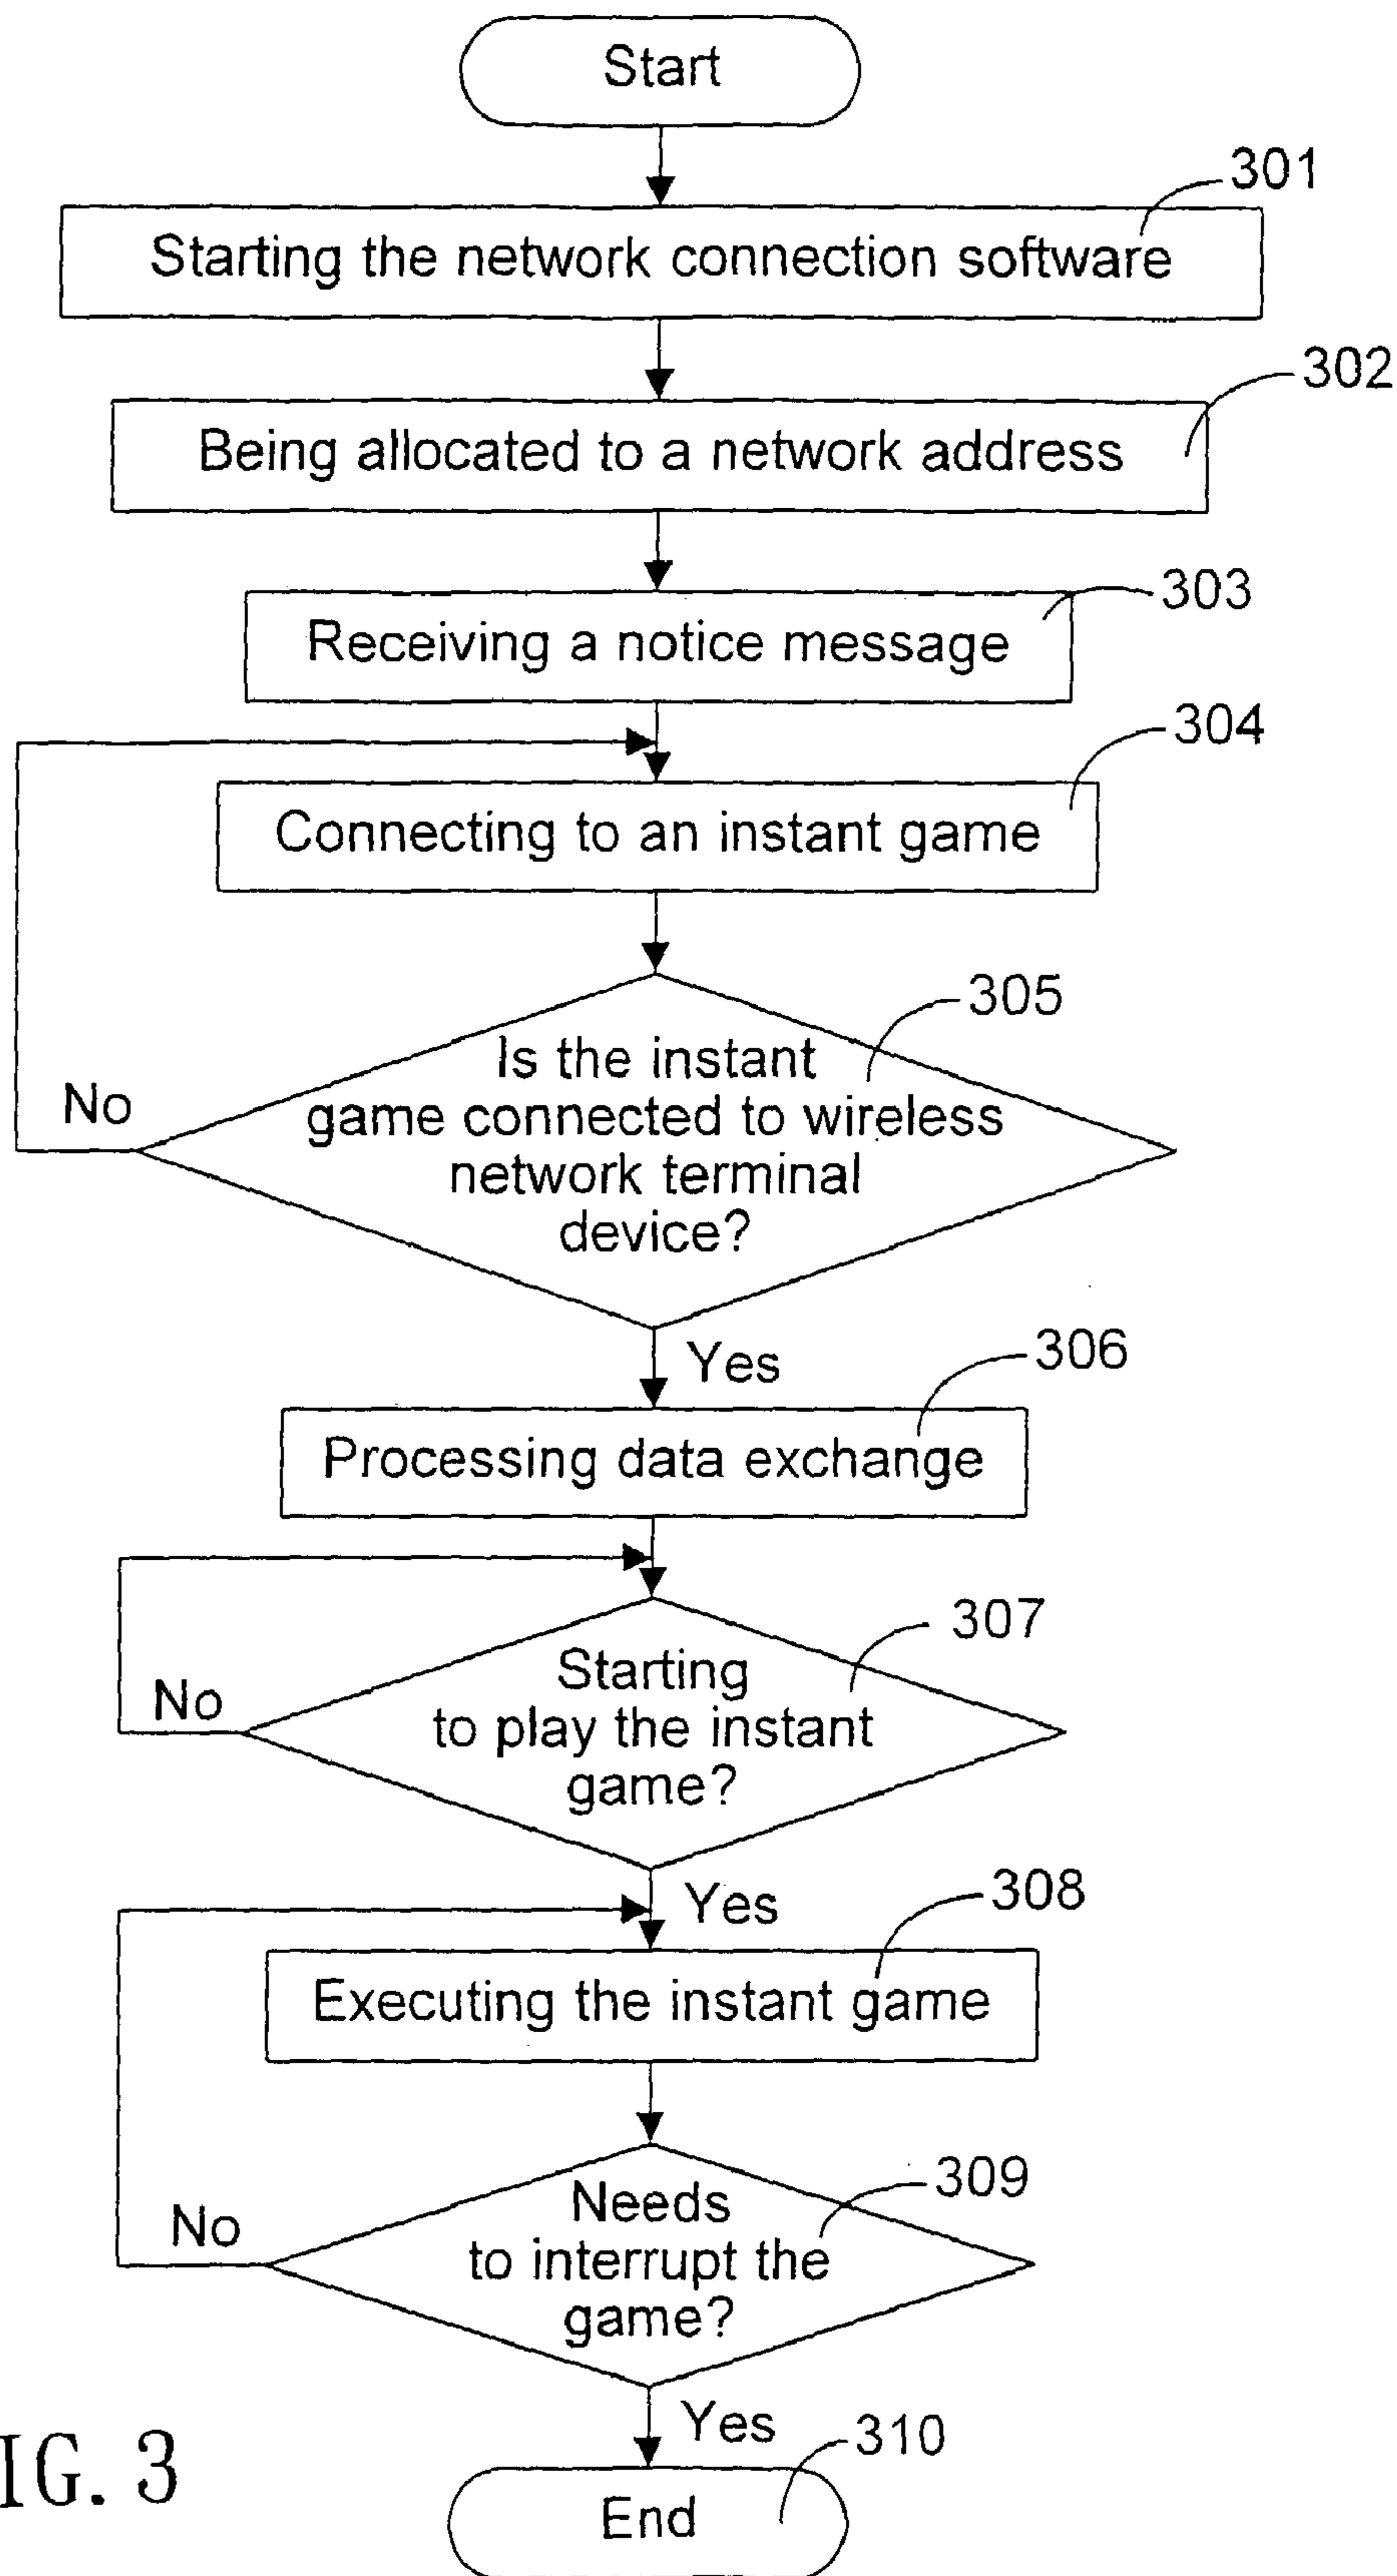 Start
301
Starting the network connection software
302
Being allocated to a network address
303
Receiving a notice message
304
Connecting to an instant game
305
Is the instant
game connected to wireless
network terminal
device?
No
Yes
306
Processing data exchange
307
Starting
to play the instant
game?
No
Yes
308
Executing the instant game
309
Needs
to interrupt the
game?
No
Yes
310
End
IG. 3